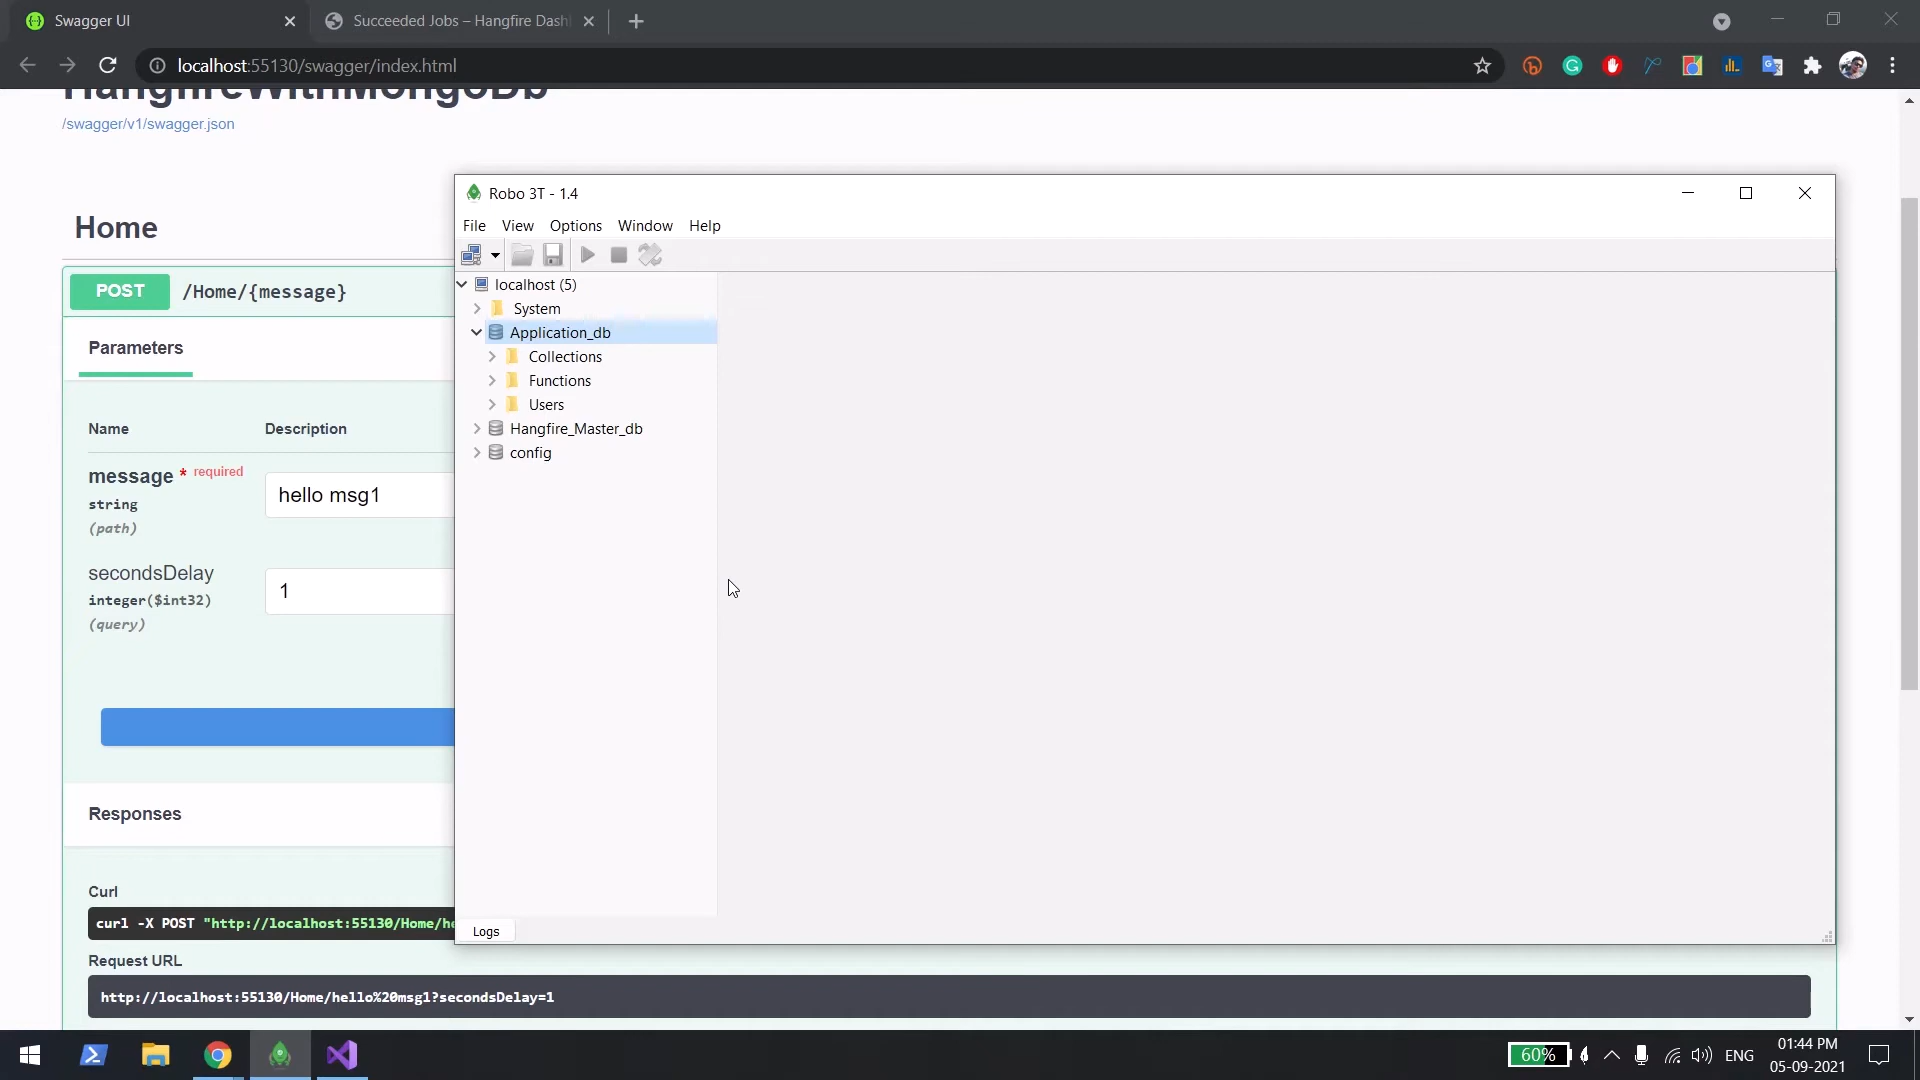 Swagger UI
Succeeded Jobs – Hangfire Dash
localhost:55130/swagger/index.html
HangfireWithMongoDb
/swagger/v1/swagger.json
Home
POST /Home/{message}
Parameters
Name Description
message * required
string
(path)
hello msg1
secondsDelay
integer($int32)
(query)
1
Responses
Curl
curl -X POST "http://localhost:55130/Home/he
Request URL
http://localhost:55130/Home/hello%20msg1?secondsDelay=1
Robo 3T - 1.4
File View Options Window Help
localhost (5)
System
Application_db
Collections
Functions
Users
Hangfire_Master_db
config
Logs
60%
ENG
01:44 PM
05-09-2021